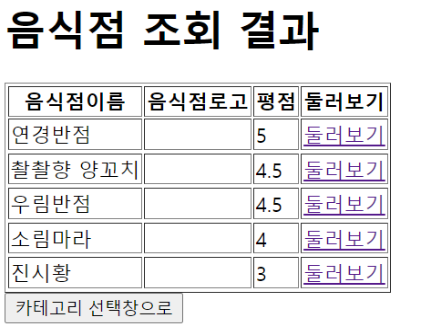 음식점 조회 결과
음식점이름 음식점로고 평점 둘러보기
연경반점 5 둘러보기
촬촬향 양꼬치 4.5 둘러보기
우림반점 4.5 둘러보기
소림마라 4 둘러보기
진시황 3 둘러보기
카테고리 선택창으로